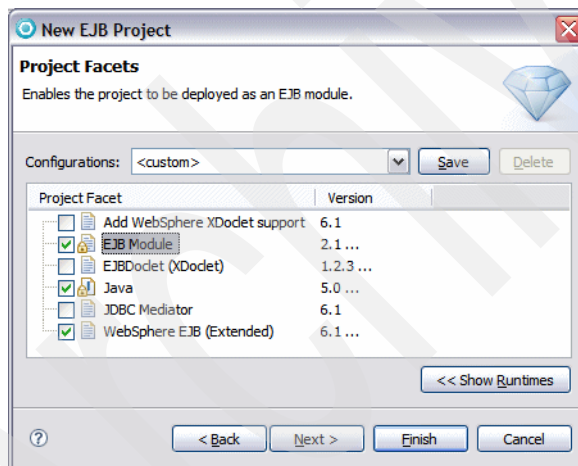 New EJB Project
Project Facets
Enables the project to be deployed as an EJB module.
Configurations: <custom> Save Delete
Project Facet Version
Add WebSphere XDoclet support 6.1
EJB Module 2.1 ...
EJBDoclet (XDoclet) 1.2.3 ...
Java 5.0 ...
JDBC Mediator 6.1
WebSphere EJB (Extended) 6.1 ...
<< Show Runtimes
? < Back Next > Finish Cancel